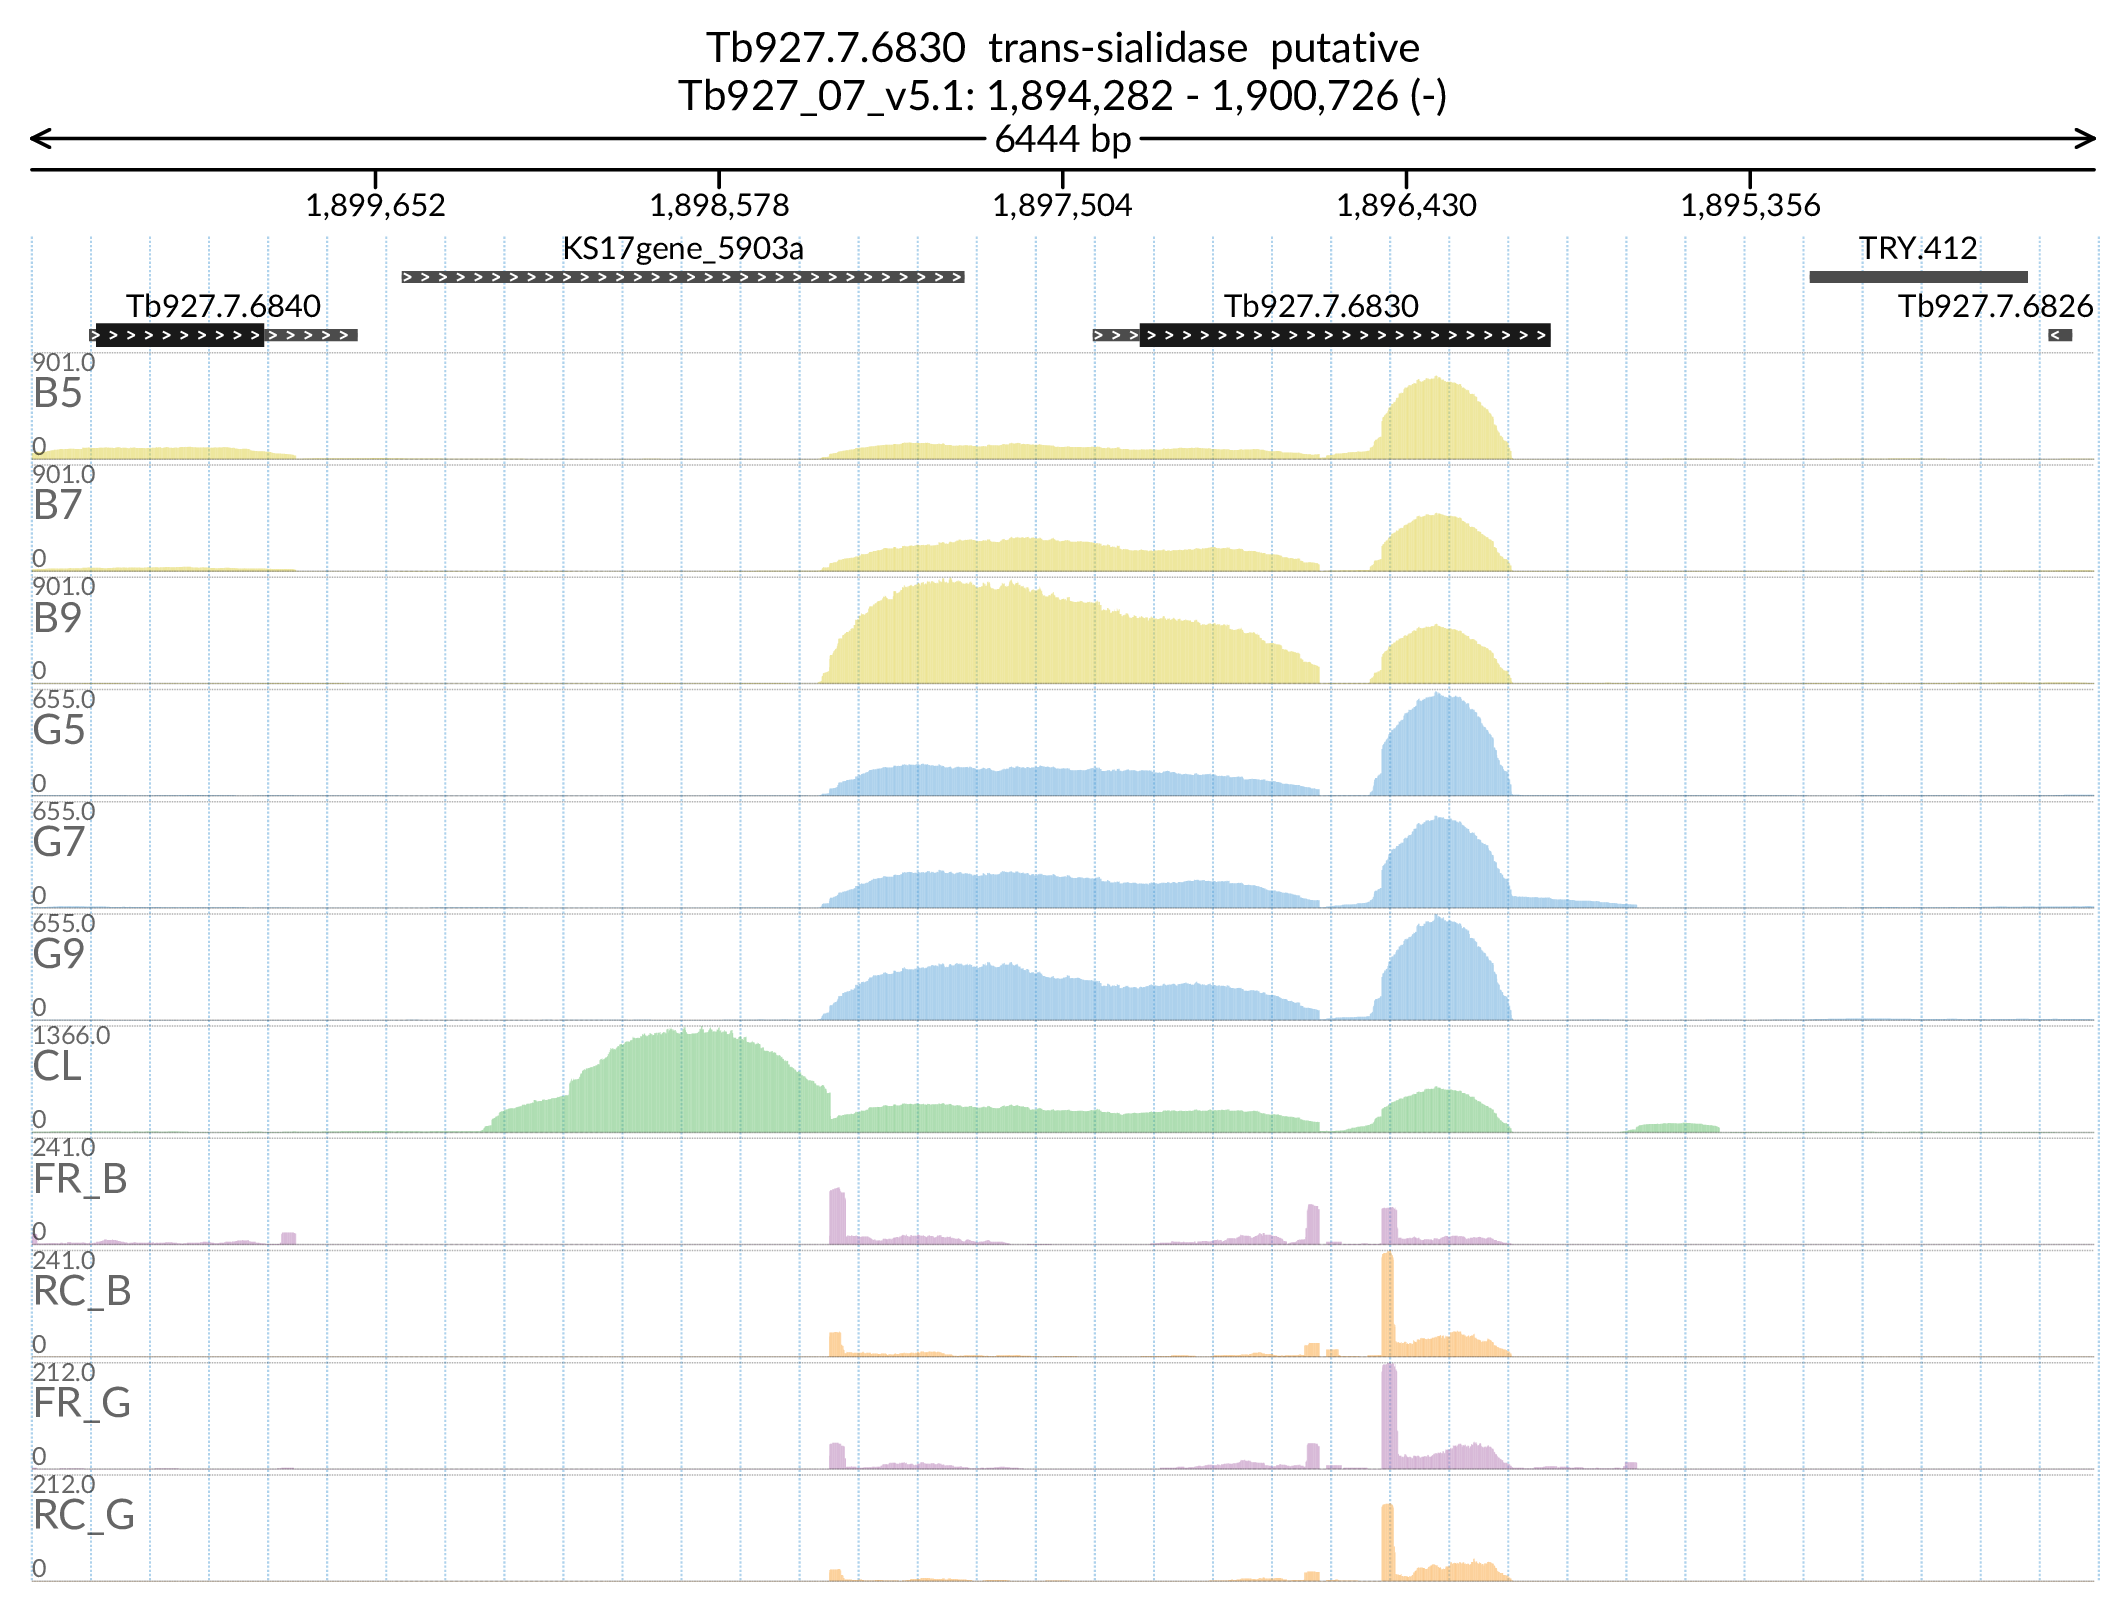 Tb927.7.6830 trans-sialidase putative
Tb927_07_v5.1: 1,894,282 - 1,900,726 (-)
6444 bp
1,899,652 1,898,578 1,897,504 1,896,430 1,895,356
KS17gene_5903a TRY.412
Tb927.7.6840 Tb927.7.6830 Tb927.7.6826
901.0
B5
0
901.0
B7
0
901.0
B9
0
655.0
G5
0
655.0
G7
0
655.0
G9
0
1366.0
CL
0
241.0
FR_B
0
241.0
RC_B
0
212.0
FR_G
0
212.0
RC_G
0